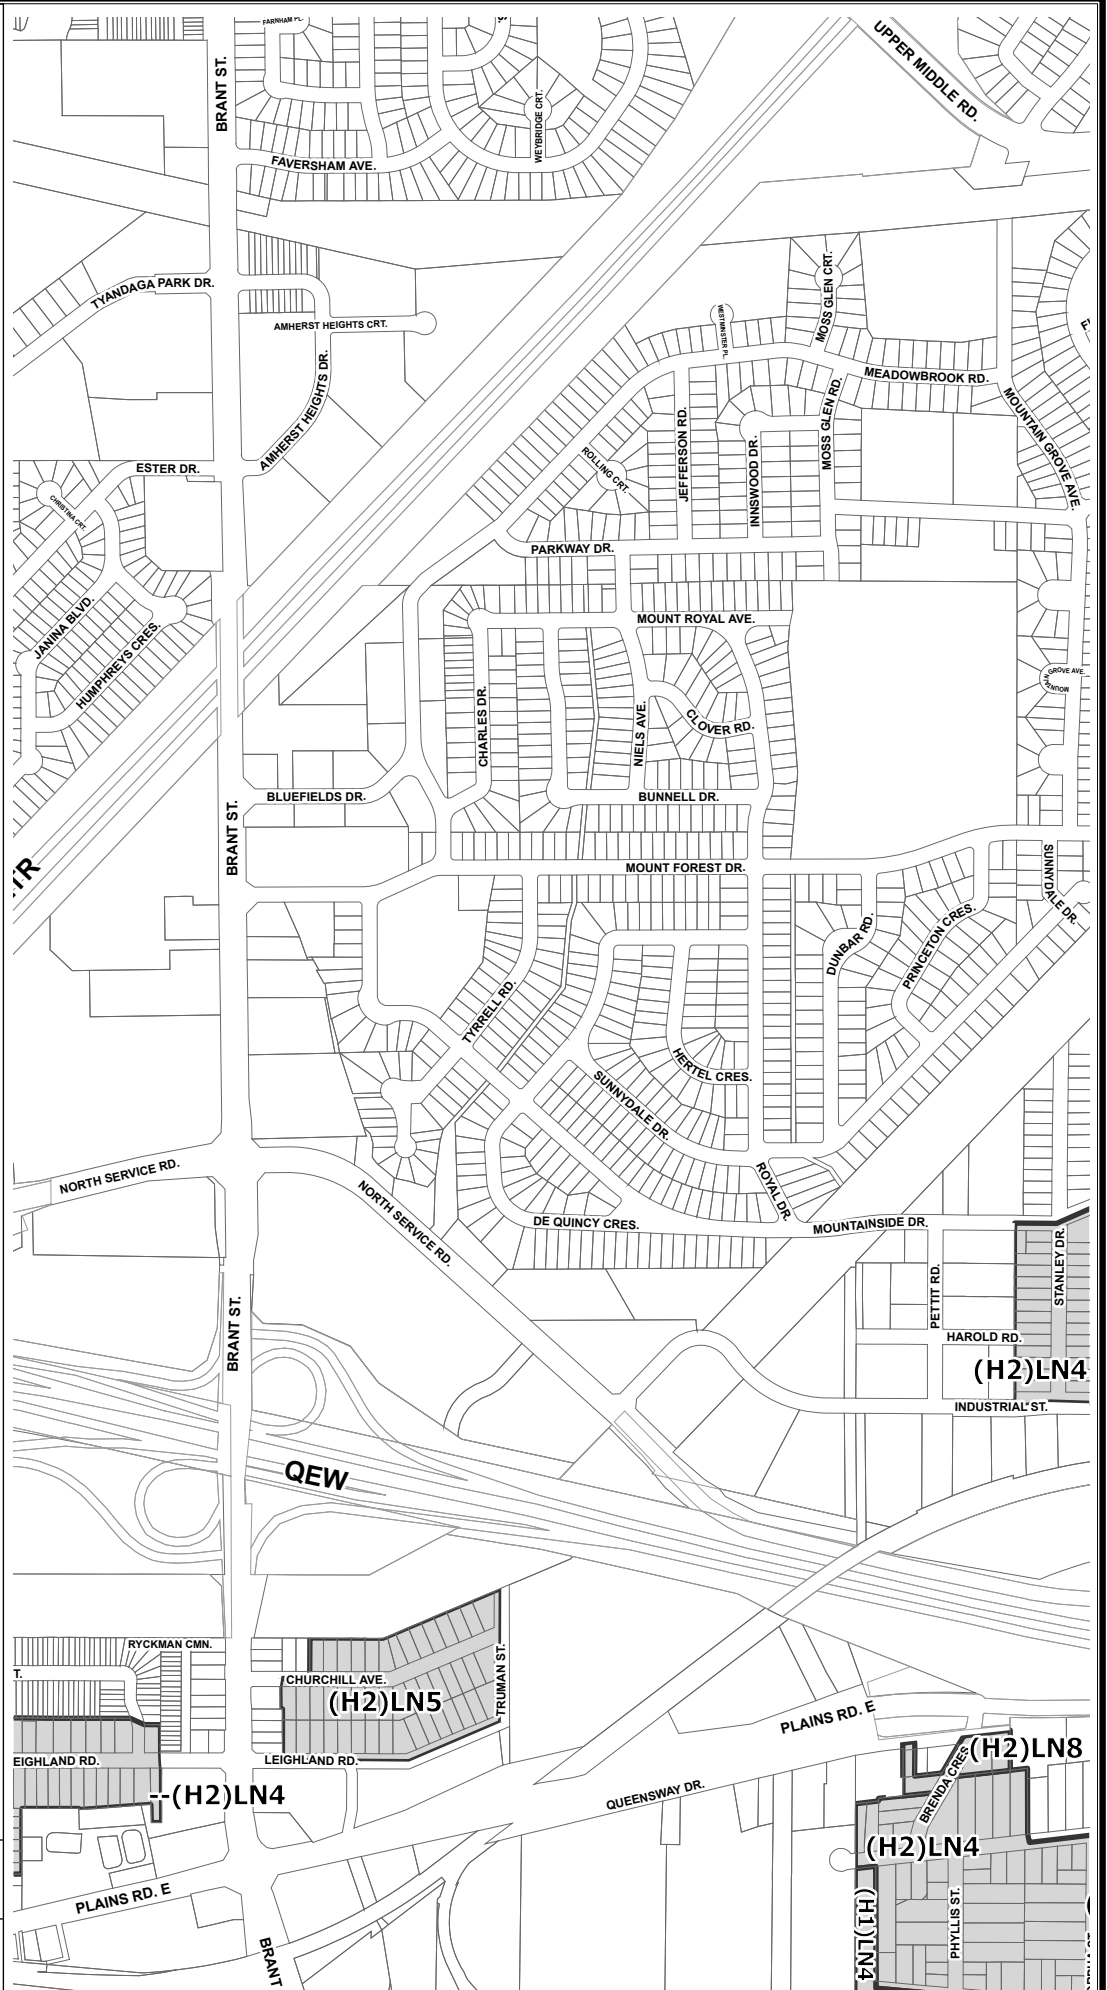 FARNHAM PL.
BRANT ST.
UPPER MIDDLE RD.
WEYBRIDGE CRT.
FAVERSHAM AVE.
TYANDAGA PARK DR.
AMHERST HEIGHTS CRT.
AMHERST HEIGHTS DR.
MOSS GLEN CRT.
WESTMINSTER PL.
MEADOWBROOK RD.
MOSS GLEN RD.
MOUNTAIN GROVE AVE.
JEFFERSON RD.
INNSWOOD DR.
ROLLING CRT.
ESTER DR.
CHRISTINA CRT.
PARKWAY DR.
JANINA BLVD.
HUMPHREYS CRES.
MOUNT ROYAL AVE.
MOUNTAIN GROVE AVE.
CHARLES DR.
NIELS AVE.
CLOVER RD.
BLUEFIELDS DR.
BUNNELL DR.
BRANT ST.
TR
MOUNT FOREST DR.
SUNNYDALE DR.
DUNBAR RD.
PRINCETON CRES.
TYRRELL RD.
HERTEL CRES.
SUNNYDALE DR.
NORTH SERVICE RD.
NORTH SERVICE RD.
ROYAL DR.
DE QUINCY CRES.
MOUNTAINSIDE DR.
STANLEY DR.
PETTIT RD.
BRANT ST.
HAROLD RD.
(H2)LN4
INDUSTRIAL ST.
QEW
RYCKMAN CMN.
T.
CHURCHILL AVE.
TRUMAN ST.
(H2)LN5
PLAINS RD. E
EIGHLAND RD.
LEIGHLAND RD.
(H2)LN8
BRENDA CRES.
--(H2)LN4
QUEENSWAY DR.
(H2)LN4
PLAINS RD. E
(H1)LN4
PHYLLIS ST.
BRANT